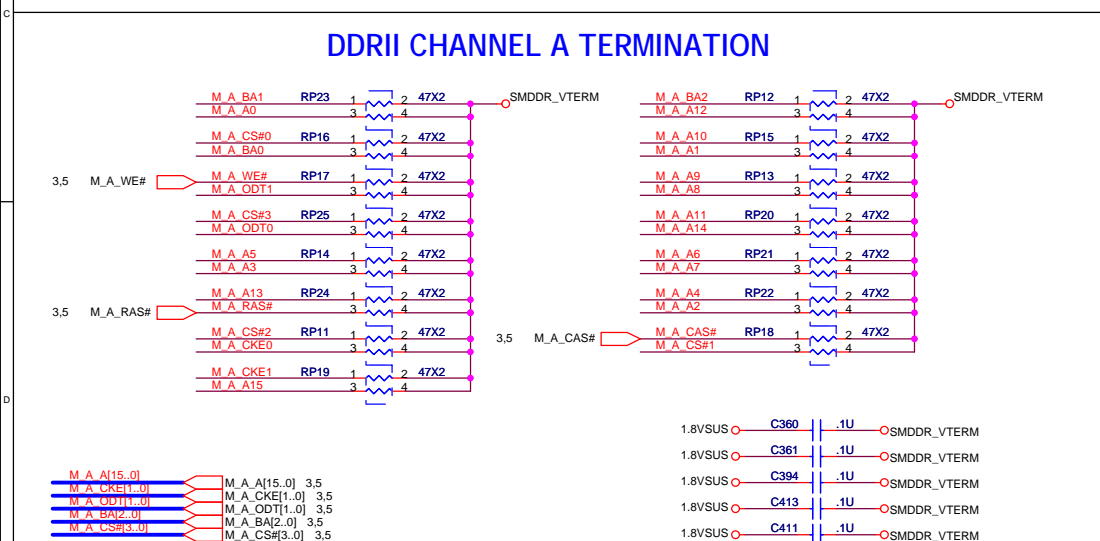 C
DDRII CHANNEL A TERMINATION
M_A_BA1 RP23 1 2 47X2 SMDDR_VTERM
M_A_A0 3 4
M_A_CS#0 RP16 1 2 47X2
M_A_BA0 3 4
3,5 M_A_WE# M_A_WE# RP17 1 2 47X2
M_A_ODT1 3 4
M_A_CS#3 RP25 1 2 47X2
M_A_ODT0 3 4
M_A_A5 RP14 1 2 47X2
M_A_A3 3 4
M_A_A13 RP24 1 2 47X2
3,5 M_A_RAS# M_A_RAS# 3 4
M_A_CS#2 RP11 1 2 47X2
M_A_CKE0 3 4
M_A_CKE1 RP19 1 2 47X2
M_A_A15 3 4
M_A_BA2 RP12 1 2 47X2 SMDDR_VTERM
M_A_A12 3 4
M_A_A10 RP15 1 2 47X2
M_A_A1 3 4
M_A_A9 RP13 1 2 47X2
M_A_A8 3 4
M_A_A11 RP20 1 2 47X2
M_A_A14 3 4
M_A_A6 RP21 1 2 47X2
M_A_A7 3 4
M_A_A4 RP22 1 2 47X2
M_A_A2 3 4
3,5 M_A_CAS# M_A_CAS# RP18 1 2 47X2
M_A_CS#1 3 4
D
M_A_A[15..0] M_A_A[15..0] 3,5
M_A_CKE[1..0] M_A_CKE[1..0] 3,5
M_A_ODT[1..0] M_A_ODT[1..0] 3,5
M_A_BA[2..0] M_A_BA[2..0] 3,5
M_A_CS#[3..0] M_A_CS#[3..0] 3,5
1.8VSUS C360 .1U SMDDR_VTERM
1.8VSUS C361 .1U SMDDR_VTERM
1.8VSUS C394 .1U SMDDR_VTERM
1.8VSUS C413 .1U SMDDR_VTERM
1.8VSUS C411 .1U SMDDR_VTERM